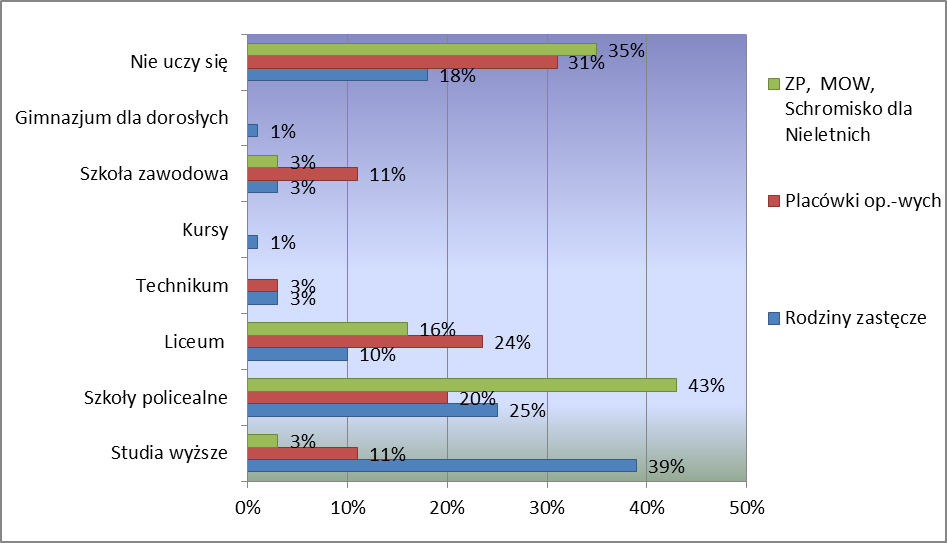 Nie uczy się
35%
31%
18%
Gimnazjum dla dorosłych
1%
Szkoła zawodowa
3%
11%
3%
Kursy
1%
Technikum
3%
3%
Liceum
16%
24%
10%
Szkoły policealne
43%
20%
25%
Studia wyższe
3%
11%
39%
0% 10% 20% 30% 40% 50%
ZP, MOW,
Schromisko dla
Nieletnich
Placówki op.-wych
Rodziny zastęcze